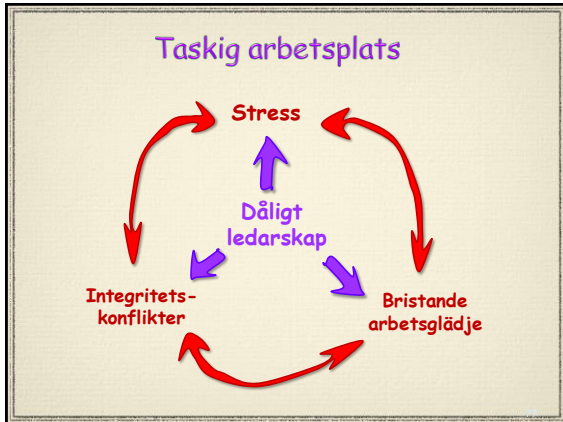 Taskig arbetsplats
Stress
Dåligt
ledarskap
Integritets-
konflikter
Bristande
arbetsglädje